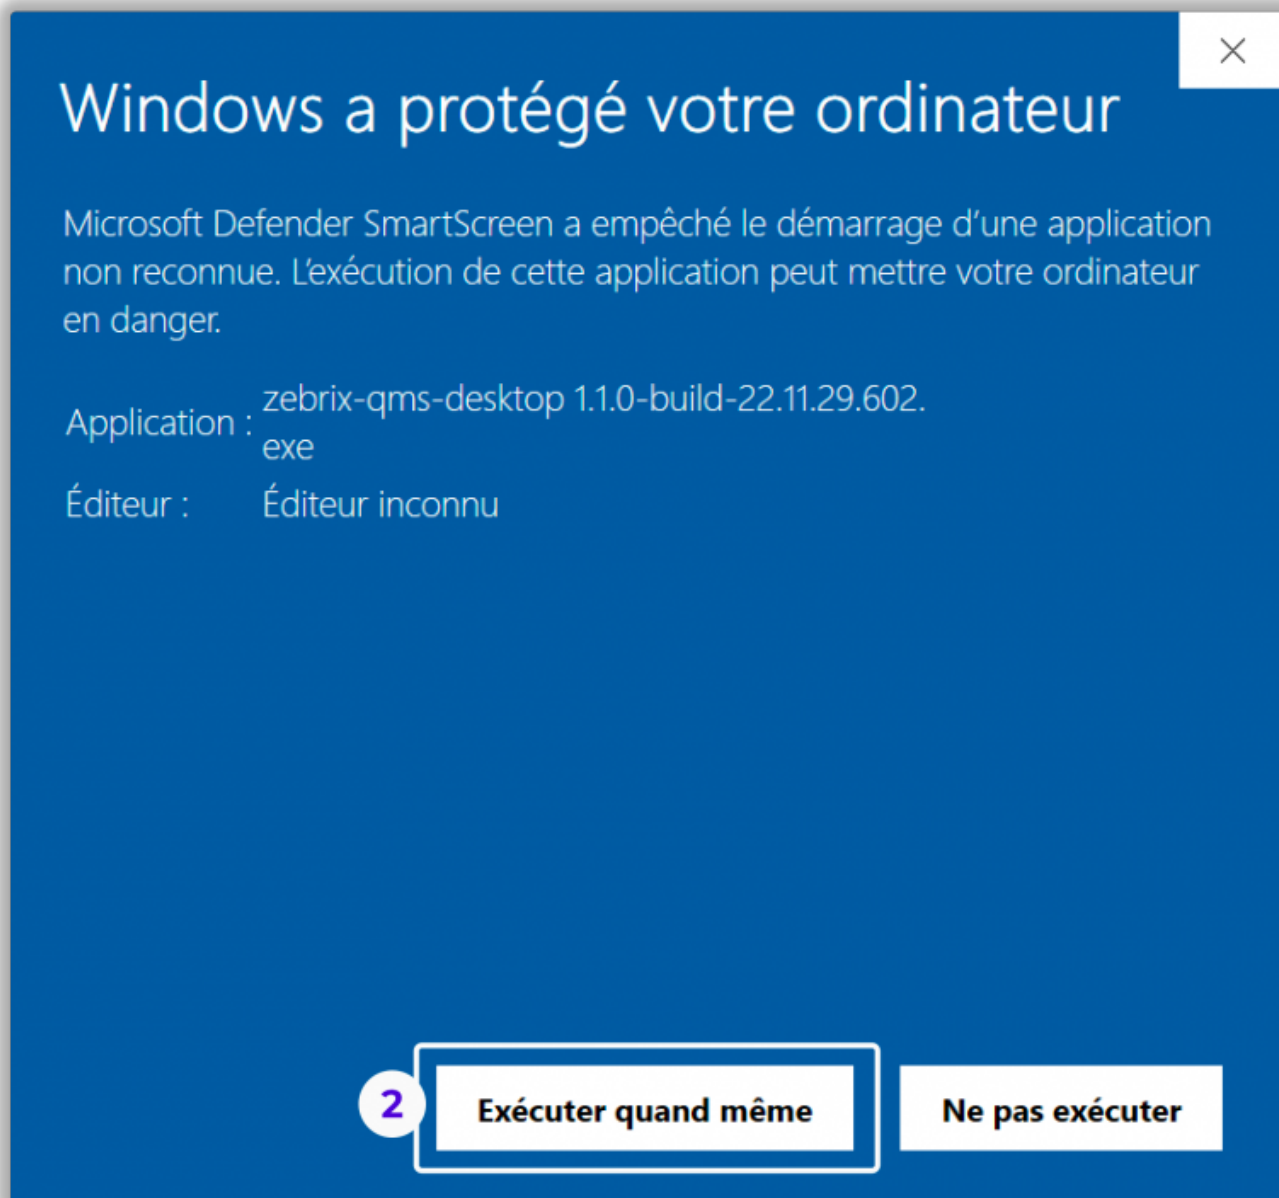 Windows a protégé votre ordinateur
Microsoft Defender SmartScreen a empêché le démarrage d’une application
non reconnue. L’exécution de cette application peut mettre votre ordinateur
en danger.
Application : zebrix-qms-desktop 1.1.0-build-22.11.29.602.
exe
Éditeur : Éditeur inconnu
2 Exécuter quand même Ne pas exécuter